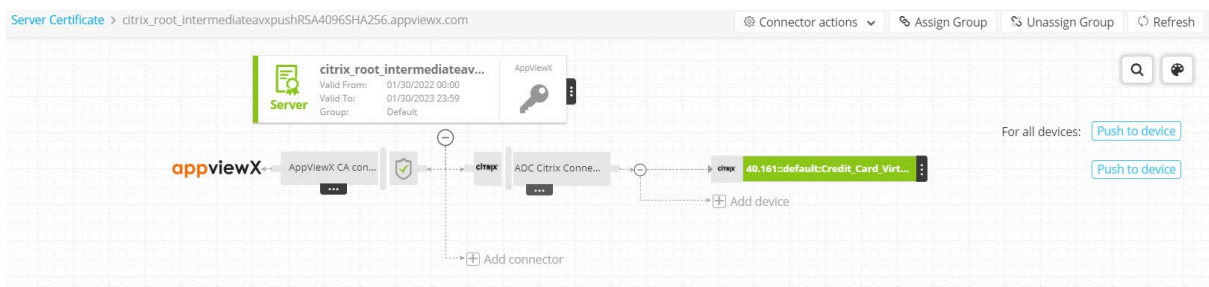 Server Certificate > citrix_root_intermediateavxpushRSA4096SHA256.appviewx.com
Connector actions
Assign Group
Unassign Group
Refresh
citrix_root_intermediateav...
Valid From: 01/30/2022 00:00
Valid To: 01/30/2023 23:59
Group: Default
Server
AppViewX
For all devices: Push to device
appviewX
AppViewX CA con...
citrix
ADC Citrix Conne...
citrix
40.161::default:Credit_Card_Virt...
Push to device
Add device
Add connector